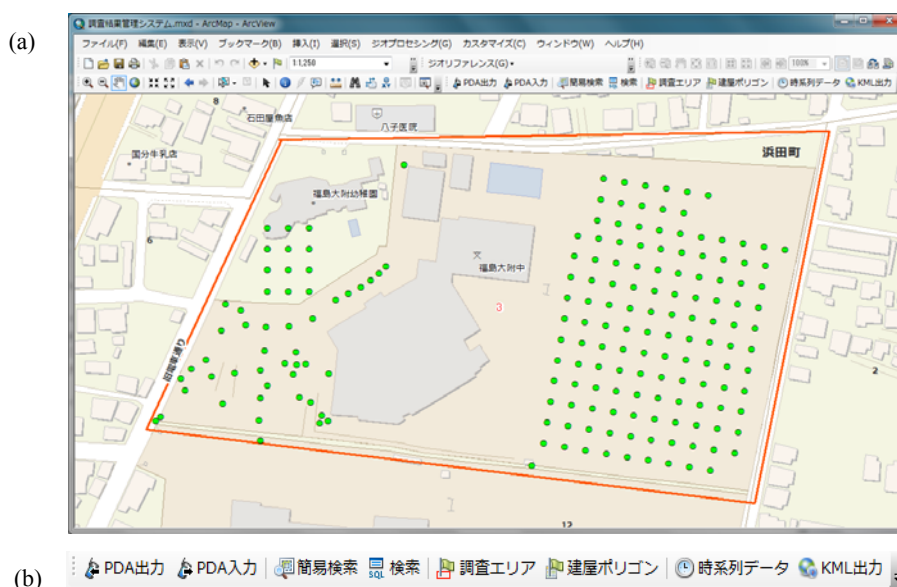 (a)
調査結果管理システム.mxd - ArcMap - ArcView
ファイル(F) 編集(E) 表示(V) ブックマーク(B) 挿入(I) 選択(S) ジオプロセシング(G) カスタマイズ(C) ウィンドウ(W) ヘルプ(H)
1:1,250 ジオリファレンス(G) 100%
PDA出力 PDA入力 簡易検索 検索 調査エリア 建屋ポリゴン 時系列データ KML出力
8
石田屋魚店
八子医院
浜田町
国分牛乳店
福島大附幼稚園
6
福島大附中
3
旧電車通り
2
12
(b)
PDA出力 PDA入力 簡易検索 SQL 検索 調査エリア 建屋ポリゴン 時系列データ KML出力